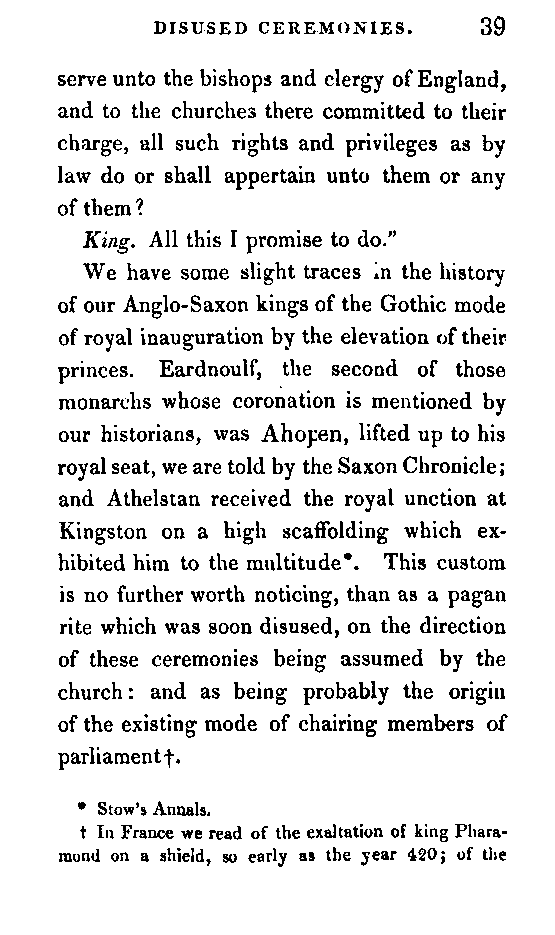 DISUSED CEREMONIES. 39
serve unto the bishops and clergy of England,
and to the churches there committed to their
charge, all such rights and privileges as by
law do or shall appertain unto them or any
of them?
King. All this I promise to do."
We have some slight traces in the history
of our Anglo-Saxon kings of the Gothic mode
of royal inauguration by the elevation of their
princes. Eardnoulf, the second of those
monarchs whose coronation is mentioned by
our historians, was Ahopen, lifted up to his
royal seat, we are told by the Saxon Chronicle;
and Athelstan received the royal unction at
Kingston on a high scaffolding which ex-
hibited him to the multitude*. This custom
is no further worth noticing, than as a pagan
rite which was soon disused, on the direction
of these ceremonies being assumed by the
church: and as being probably the origin
of the existing mode of chairing members of
parliament†.
* Stow's Annals.
† In France we read of the exaltation of king Phara-
mond on a shield, so early as the year 420; of the